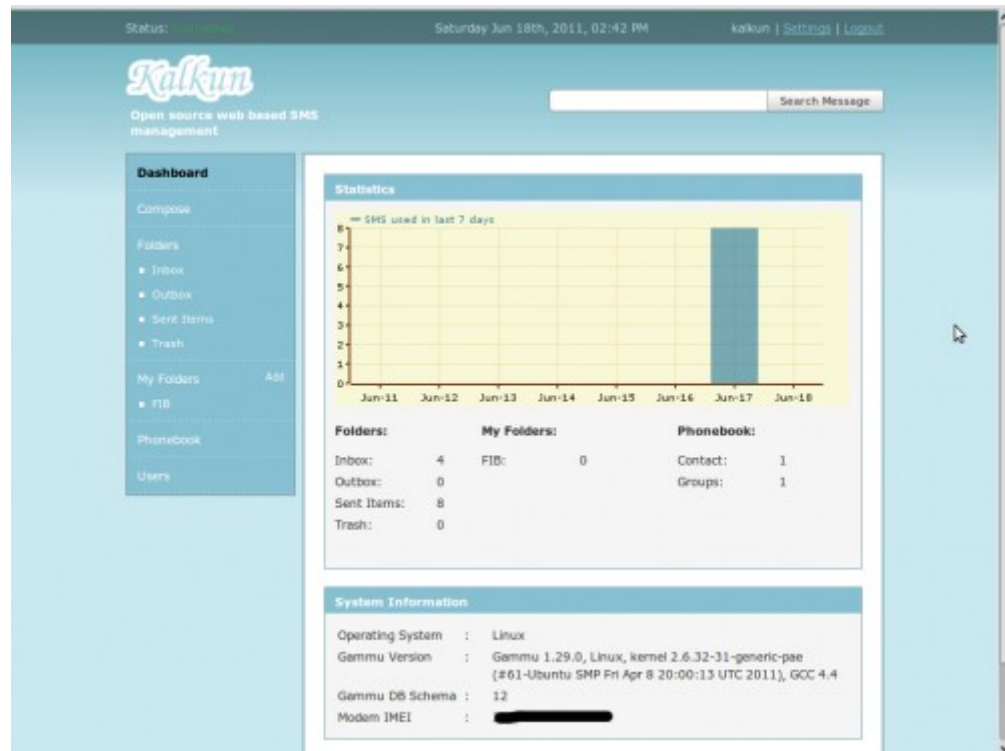 Status:
Saturday Jun 18th, 2011, 02:42 PM
kalkun | Settings | Logout
Kalkun
Open source web based SMS
management
Search Message
Dashboard
Compose
Folders
Inbox
Outbox
Sent Items
Trash
My Folders Add
FIB
Phonebook
Users
Statistics
SMS used in last 7 days
8
7
6
5
4
3
2
1
0
Jun-11 Jun-12 Jun-13 Jun-14 Jun-15 Jun-16 Jun-17 Jun-18
Folders: My Folders: Phonebook:
Inbox: 4 FIB: 0 Contact: 1
Outbox: 0 Groups: 1
Sent Items: 8
Trash: 0
System Information
Operating System : Linux
Gammu Version : Gammu 1.29.0, Linux, kernel 2.6.32-31-generic-pae
(#61-Ubuntu SMP Fri Apr 8 20:00:13 UTC 2011), GCC 4.4
Gammu DB Schema : 12
Modem IMEI :